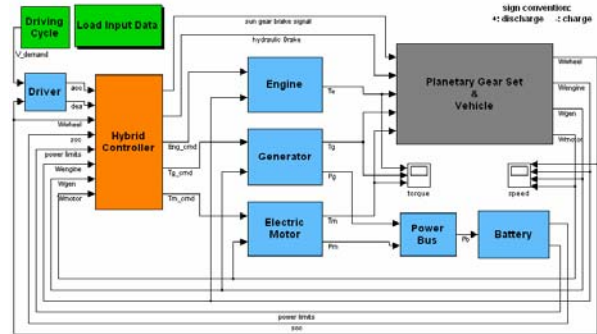 sign convention:
+: discharge -: charge
Driving
Cycle
Load Input Data
sun gear brake signal
hydraulic Brake
V_demand
Driver
acc
dea
Wwheel
soc
power limits
Wengine
Wgen
Wmotor
Hybrid
Controller
Eng_cmd
Tg_cmd
Tm_cmd
Engine
Te
Generator
Tg
Pg
Electric
Motor
Tm
Pm
Planetary Gear Set
&
Vehicle
Wwheel
Wengine
Wgen
Wmotor
torque
speed
Power
Bus
Pb
Battery
power limits
soc